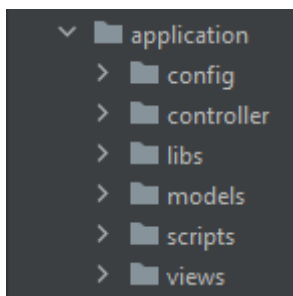 application
config
controller
libs
models
scripts
views